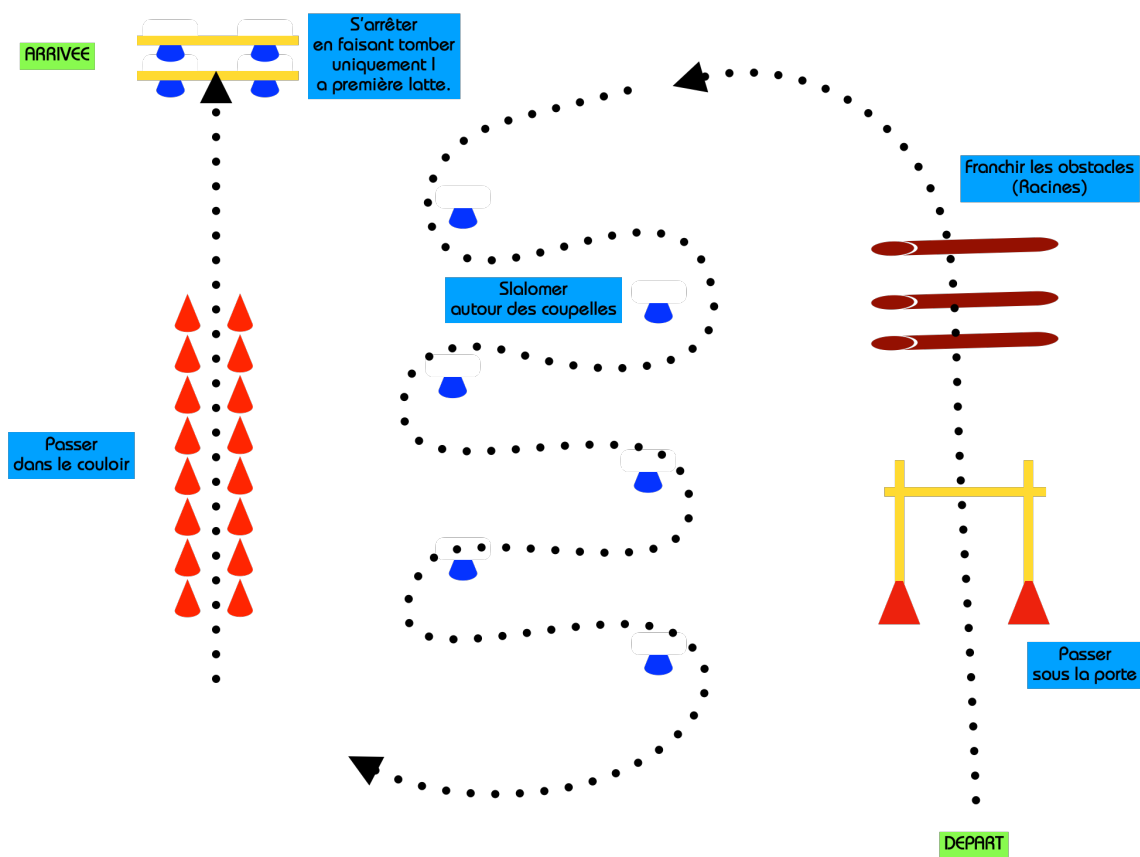 ARRIVEE
S'arrêter
en faisant tomber
uniquement l
a première latte.
Franchir les obstacles
(Racines)
Slalomer
autour des coupelles
Passer
dans le couloir
Passer
sous la porte
DEPART